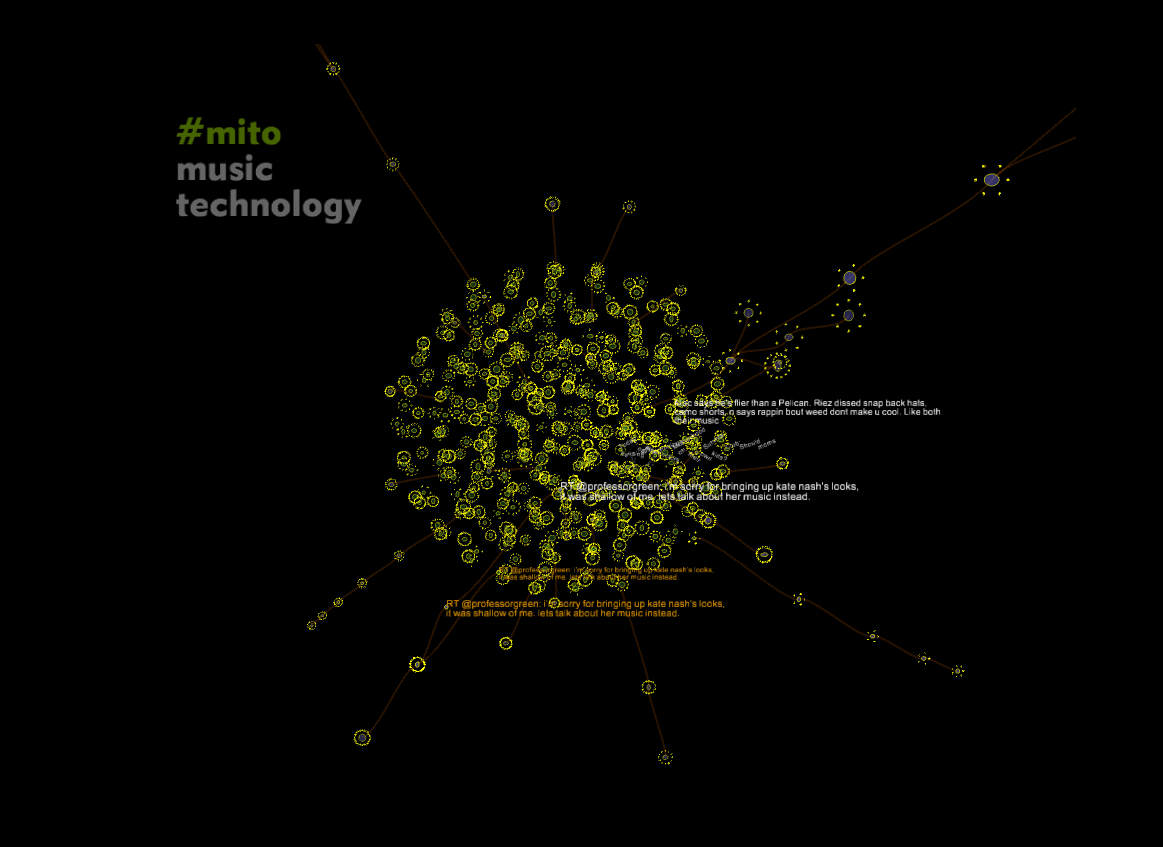 #mito
music
technology
says he's flier than a Pelican. Riez dissed snap back hats,
camo shorts, n says rappin bout weed dont make u cool. Like both
their music
Should
moms
RT @professorgreen: i'm sorry for bringing up kate nash's looks,
it was shallow of me. lets talk about her music instead.
RT @professorgreen: i'm sorry for bringing up kate nash's looks,
it was shallow of me. lets talk about her music instead.
RT @professorgreen: i'm sorry for bringing up kate nash's looks,
it was shallow of me. lets talk about her music instead.